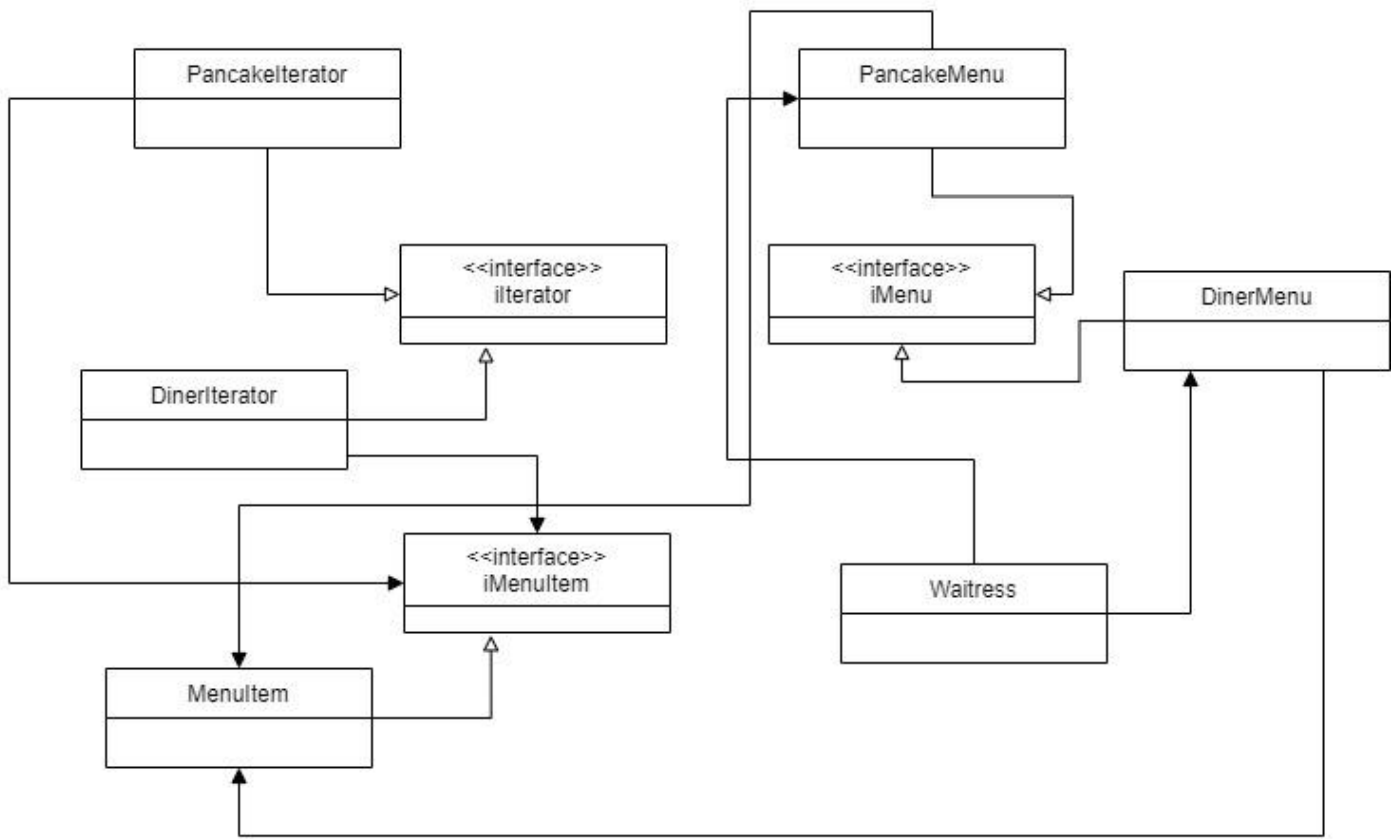 PancakeIterator
PancakeMenu
<<interface>>
iIterator
<<interface>>
iMenu
DinerMenu
DinerIterator
<<interface>>
iMenuItem
Waitress
MenuItem